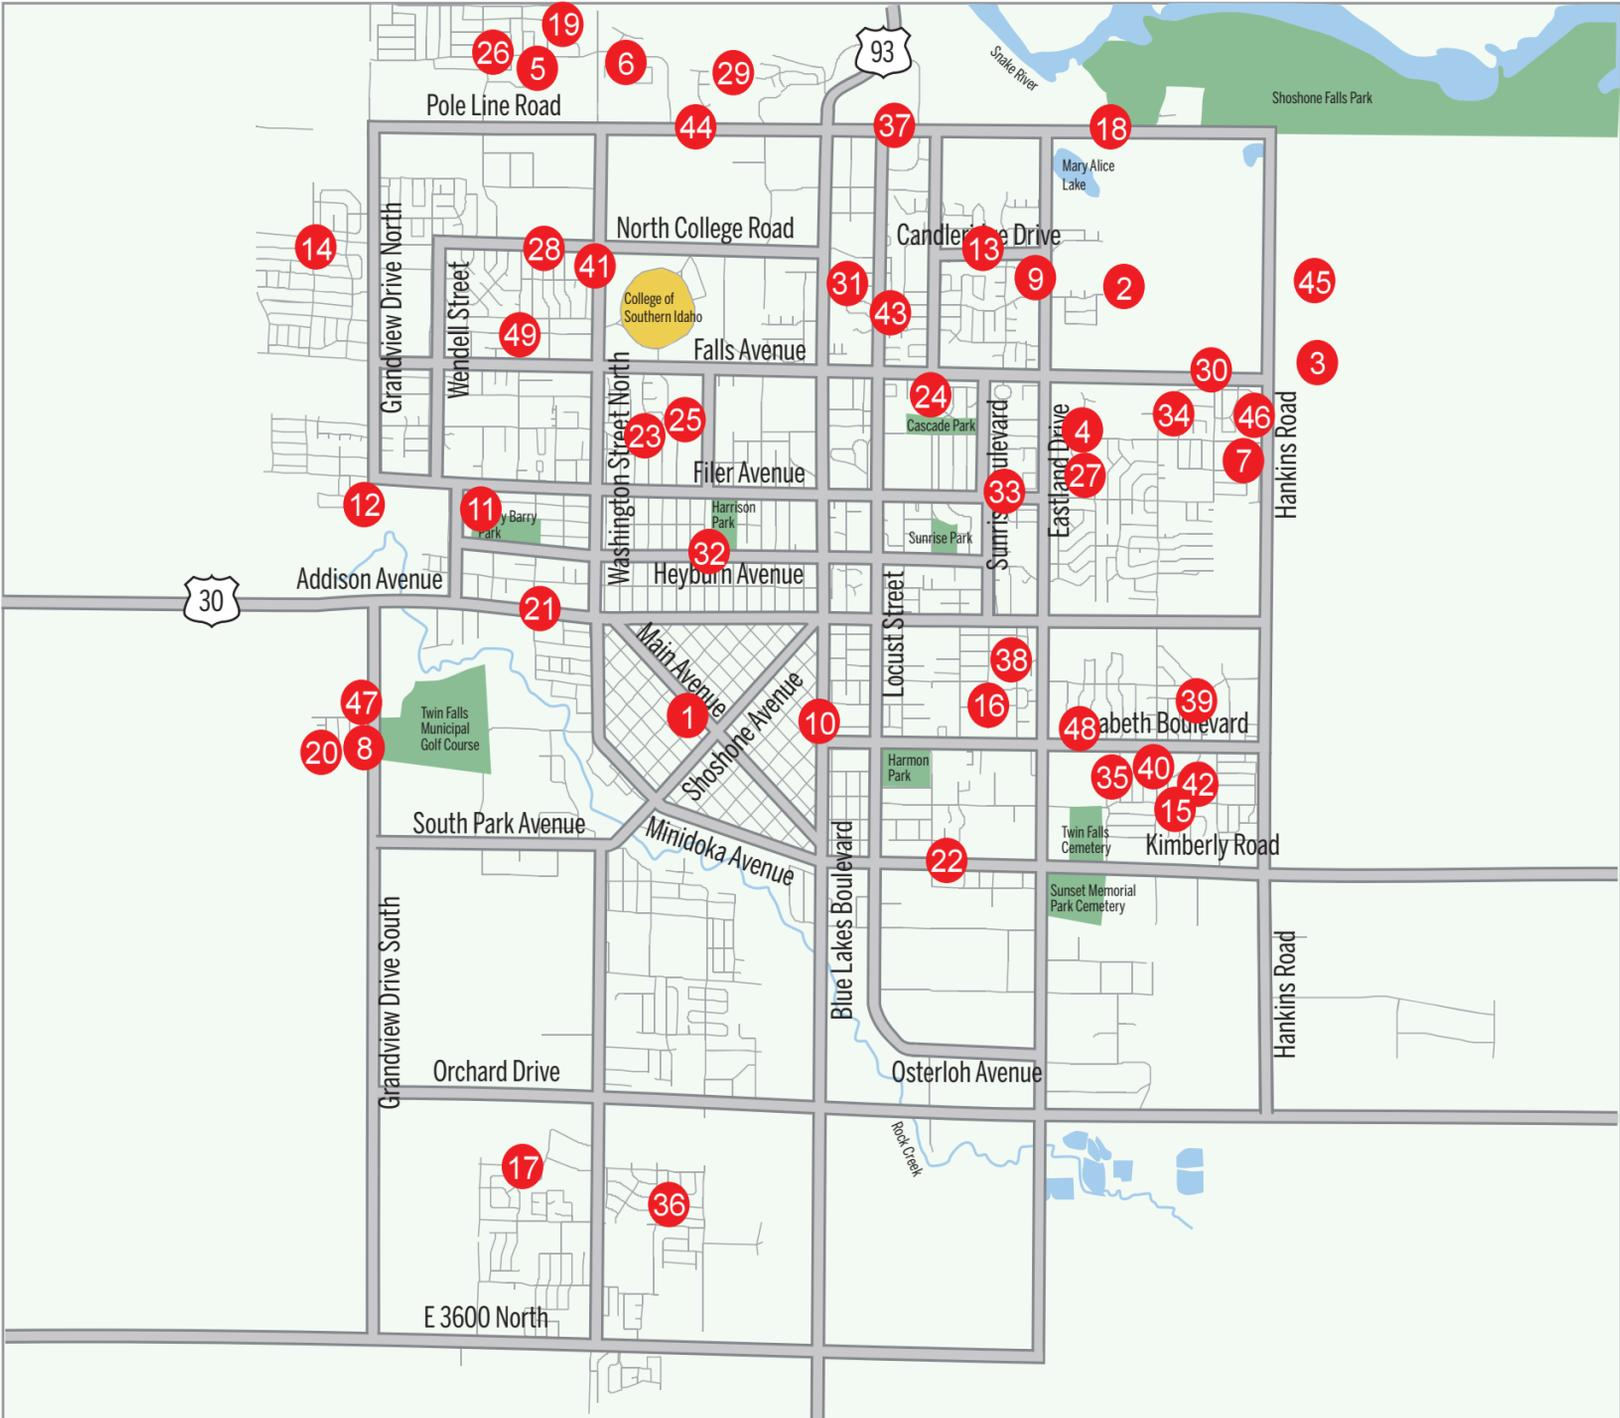 19
26
5
6
29
93
Snake River
Shoshone Falls Park
Pole Line Road
44
37
18
Mary Alice
Lake
14
Grandview Drive North
Wendell Street
28
41
North College Road
Candler
13
e Drive
31
9
2
45
43
College of
Southern Idaho
49
Falls Avenue
30
3
Washington Street North
23
25
24
Cascade Park
Sunris
oulevard
Eastland Drive
4
34
46
Hankins Road
Filer Avenue
27
7
12
11
y Barry
Park
Harrison
Park
33
32
Sunrise Park
Addison Avenue
30
Heyburn Avenue
21
Main Avenue
Locust Street
38
47
Twin Falls
Municipal
Golf Course
1
Shoshone Avenue
10
16
39
48
abeth Boulevard
20
8
Harmon
Park
35
40
42
15
South Park Avenue
Minidoka Avenue
Twin Falls
Cemetery
Kimberly Road
22
Sunset Memorial
Park Cemetery
Grandview Drive South
Blue Lakes Boulevard
Hankins Road
Orchard Drive
Osterloh Avenue
Rock Creek
17
36
E 3600 North